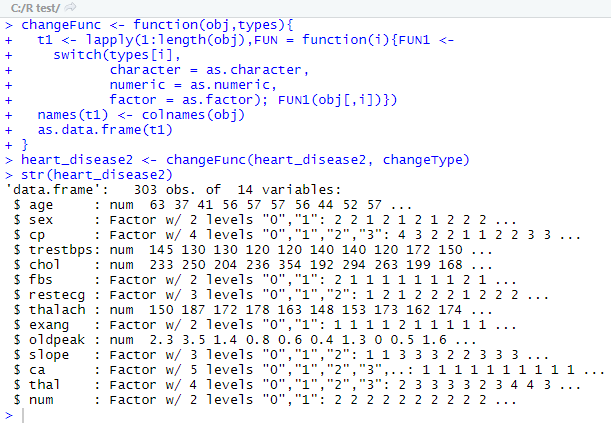 C:/R test/
> changeFunc <- function(obj,types){
+   t1 <- lapply(1:length(obj),FUN = function(i){FUN1 <-
+     switch(types[i],
+            character = as.character,
+            numeric = as.numeric,
+            factor = as.factor); FUN1(obj[,i])})
+   names(t1) <- colnames(obj)
+   as.data.frame(t1)
+ }
> heart_disease2 <- changeFunc(heart_disease2, changeType)
> str(heart_disease2)
'data.frame':   303 obs. of  14 variables:
 $ age     : num  63 37 41 56 57 57 56 44 52 57 ...
 $ sex     : Factor w/ 2 levels "0","1": 2 2 1 2 1 2 1 2 2 2 ...
 $ cp      : Factor w/ 4 levels "0","1","2","3": 4 3 2 2 1 1 2 2 3 3 ...
 $ trestbps: num  145 130 130 120 120 140 140 120 172 150 ...
 $ chol    : num  233 250 204 236 354 192 294 263 199 168 ...
 $ fbs     : Factor w/ 2 levels "0","1": 2 1 1 1 1 1 1 1 2 1 ...
 $ restecg : Factor w/ 3 levels "0","1","2": 1 2 1 2 2 2 1 2 2 2 ...
 $ thalach : num  150 187 172 178 163 148 153 173 162 174 ...
 $ exang   : Factor w/ 2 levels "0","1": 1 1 1 1 2 1 1 1 1 1 ...
 $ oldpeak : num  2.3 3.5 1.4 0.8 0.6 0.4 1.3 0 0.5 1.6 ...
 $ slope   : Factor w/ 3 levels "0","1","2": 1 1 3 3 3 2 2 3 3 3 ...
 $ ca      : Factor w/ 5 levels "0","1","2","3",..: 1 1 1 1 1 1 1 1 1 1 ...
 $ thal    : Factor w/ 4 levels "0","1","2","3": 2 3 3 3 3 2 3 4 4 3 ...
 $ num     : Factor w/ 2 levels "0","1": 2 2 2 2 2 2 2 2 2 2 ...
>